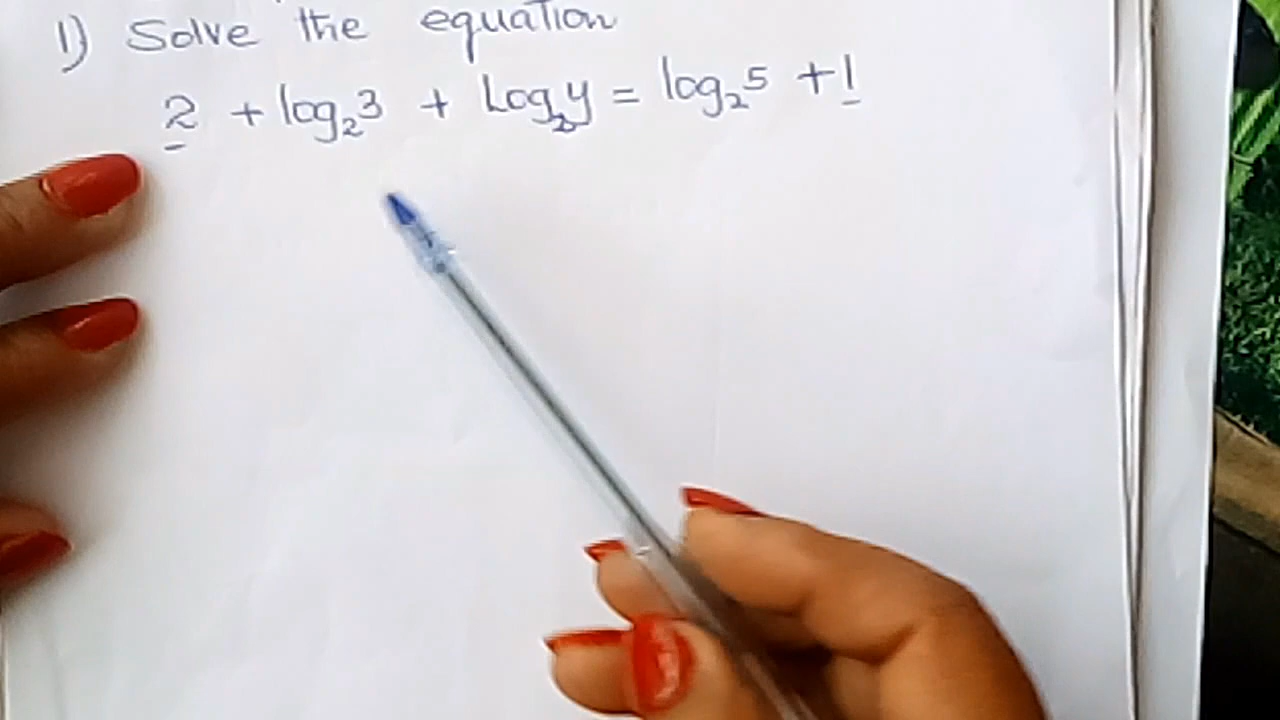 1) Solve the equation
2 + log₂3 + Log₂y = log₂5 + 1